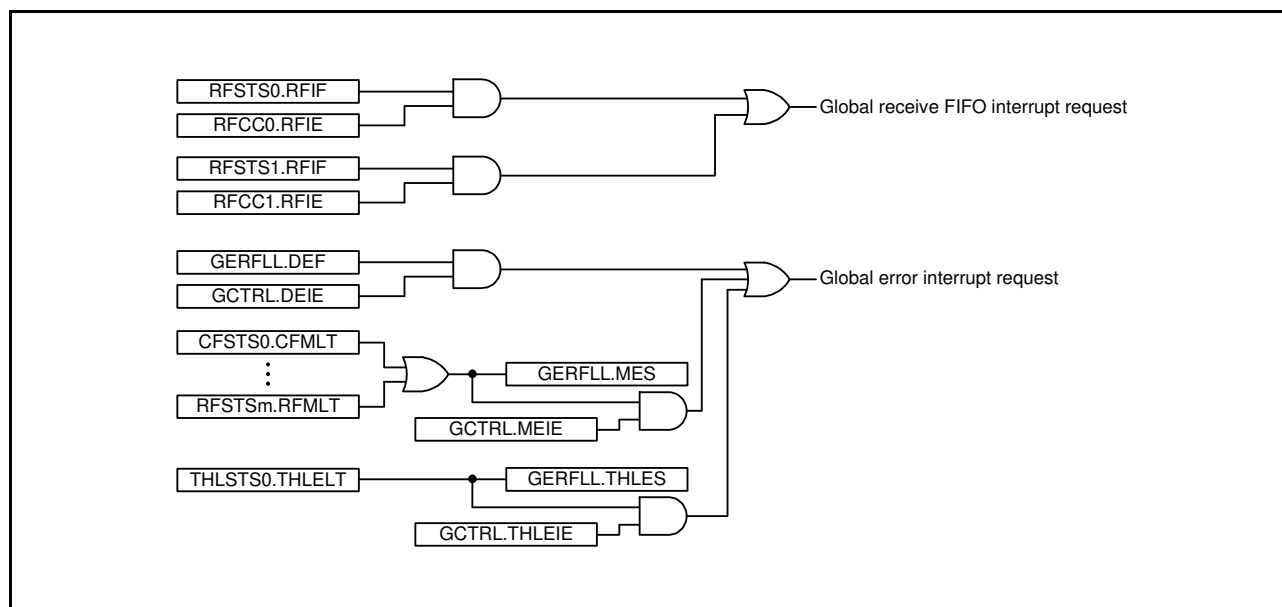 RFSTS0.RFIF
RFCC0.RFIE
Global receive FIFO interrupt request
RFSTS1.RFIF
RFCC1.RFIE
GERFLL.DEF
GCTRL.DEIE
Global error interrupt request
CFSTS0.CFMLT
RFSTSm.RFMLT
GERFLL.MES
GCTRL.MEIE
THLSTS0.THLELT
GERFLL.THLES
GCTRL.THLEIE